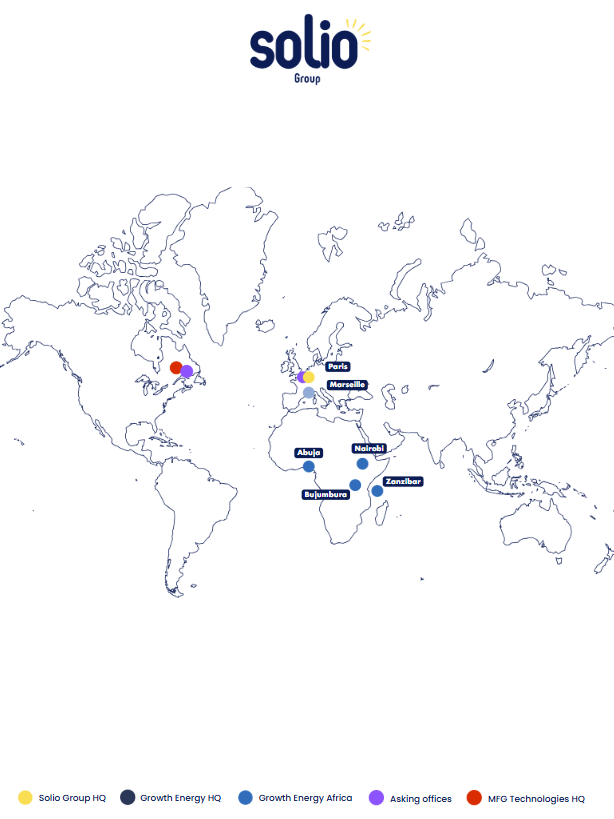 solio
Group
Paris
Marseille
Abuja
Nairobi
Zanzibar
Bujumbura
Solio Group HQ
Growth Energy HQ
Growth Energy Africa
Asking offices
MFG Technologies HQ